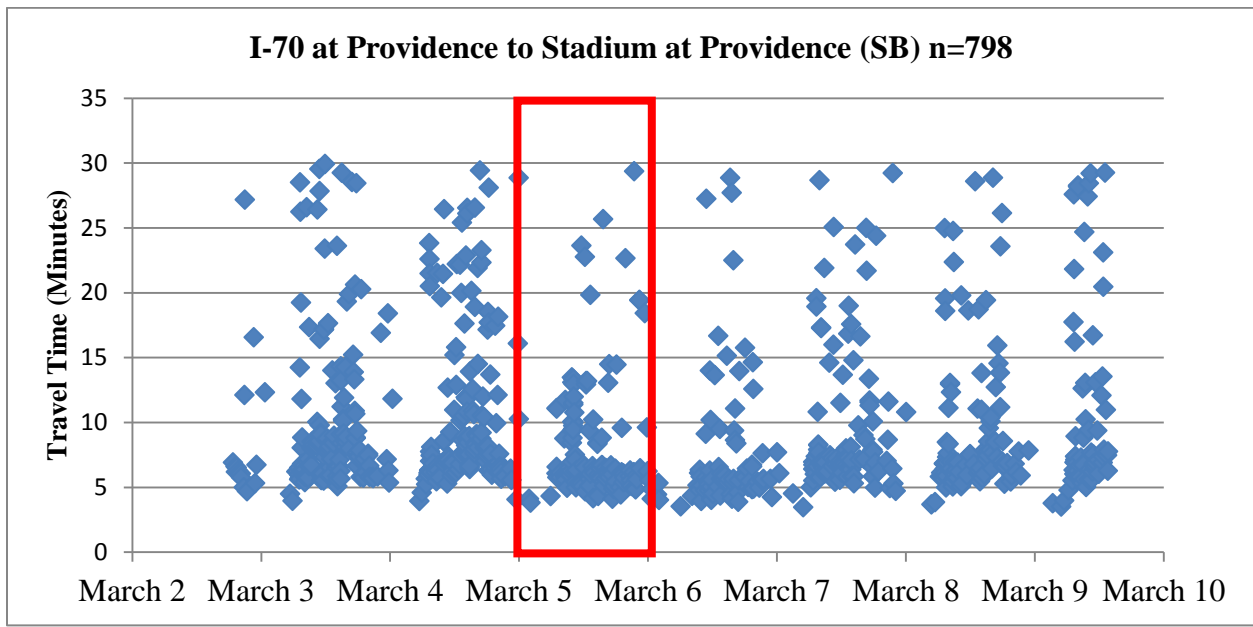 I-70 at Providence to Stadium at Providence (SB) n=798
Travel Time (Minutes)
35
30
25
20
15
10
5
0
March 2 March 3 March 4 March 5 March 6 March 7 March 8 March 9 March 10